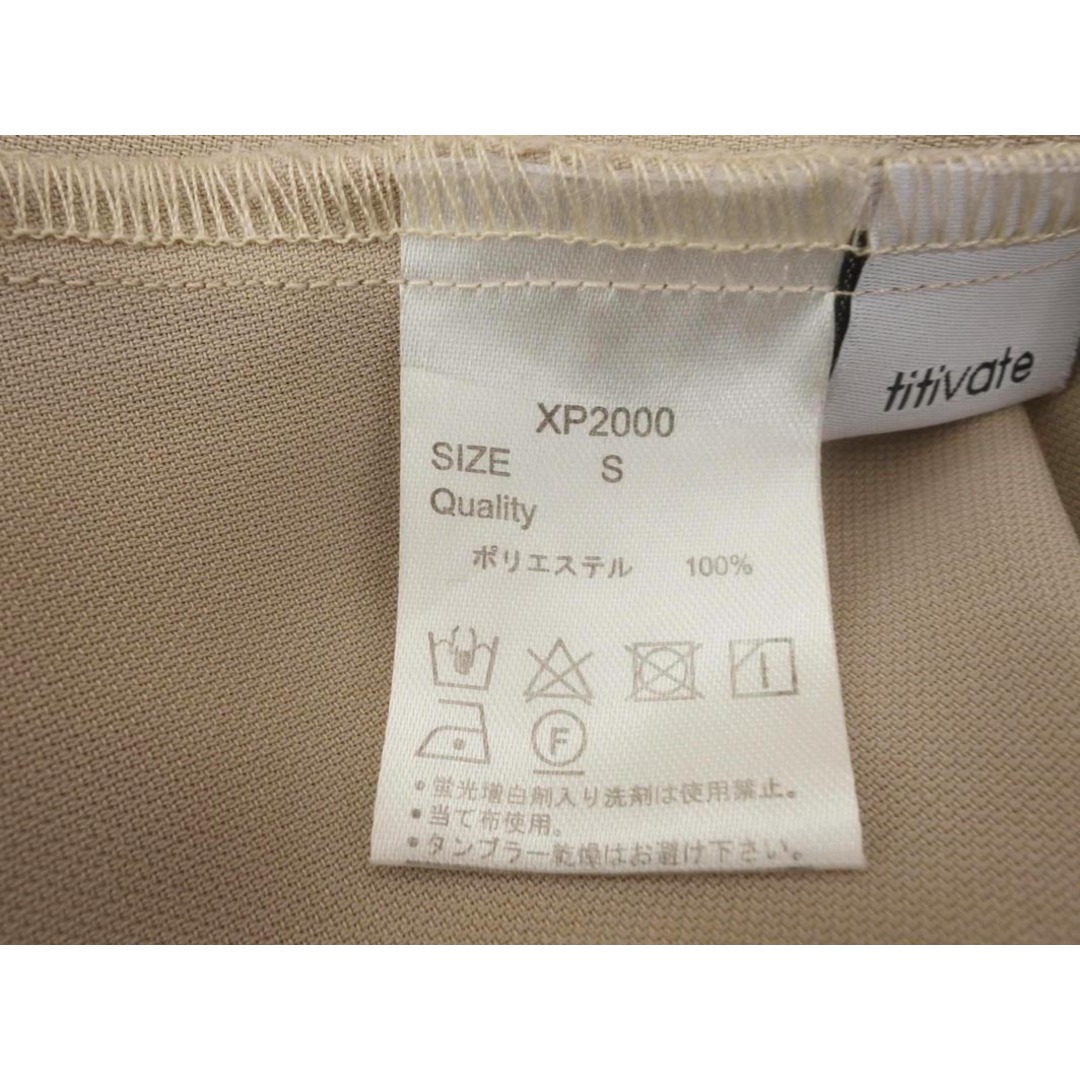 titivate
XP2000
SIZE S
Quality
ポリエステル 100%
F
•蛍光増白剤入り洗剤は使用禁止。
•当て布使用。
•タンブラー乾燥はお避け下さい。